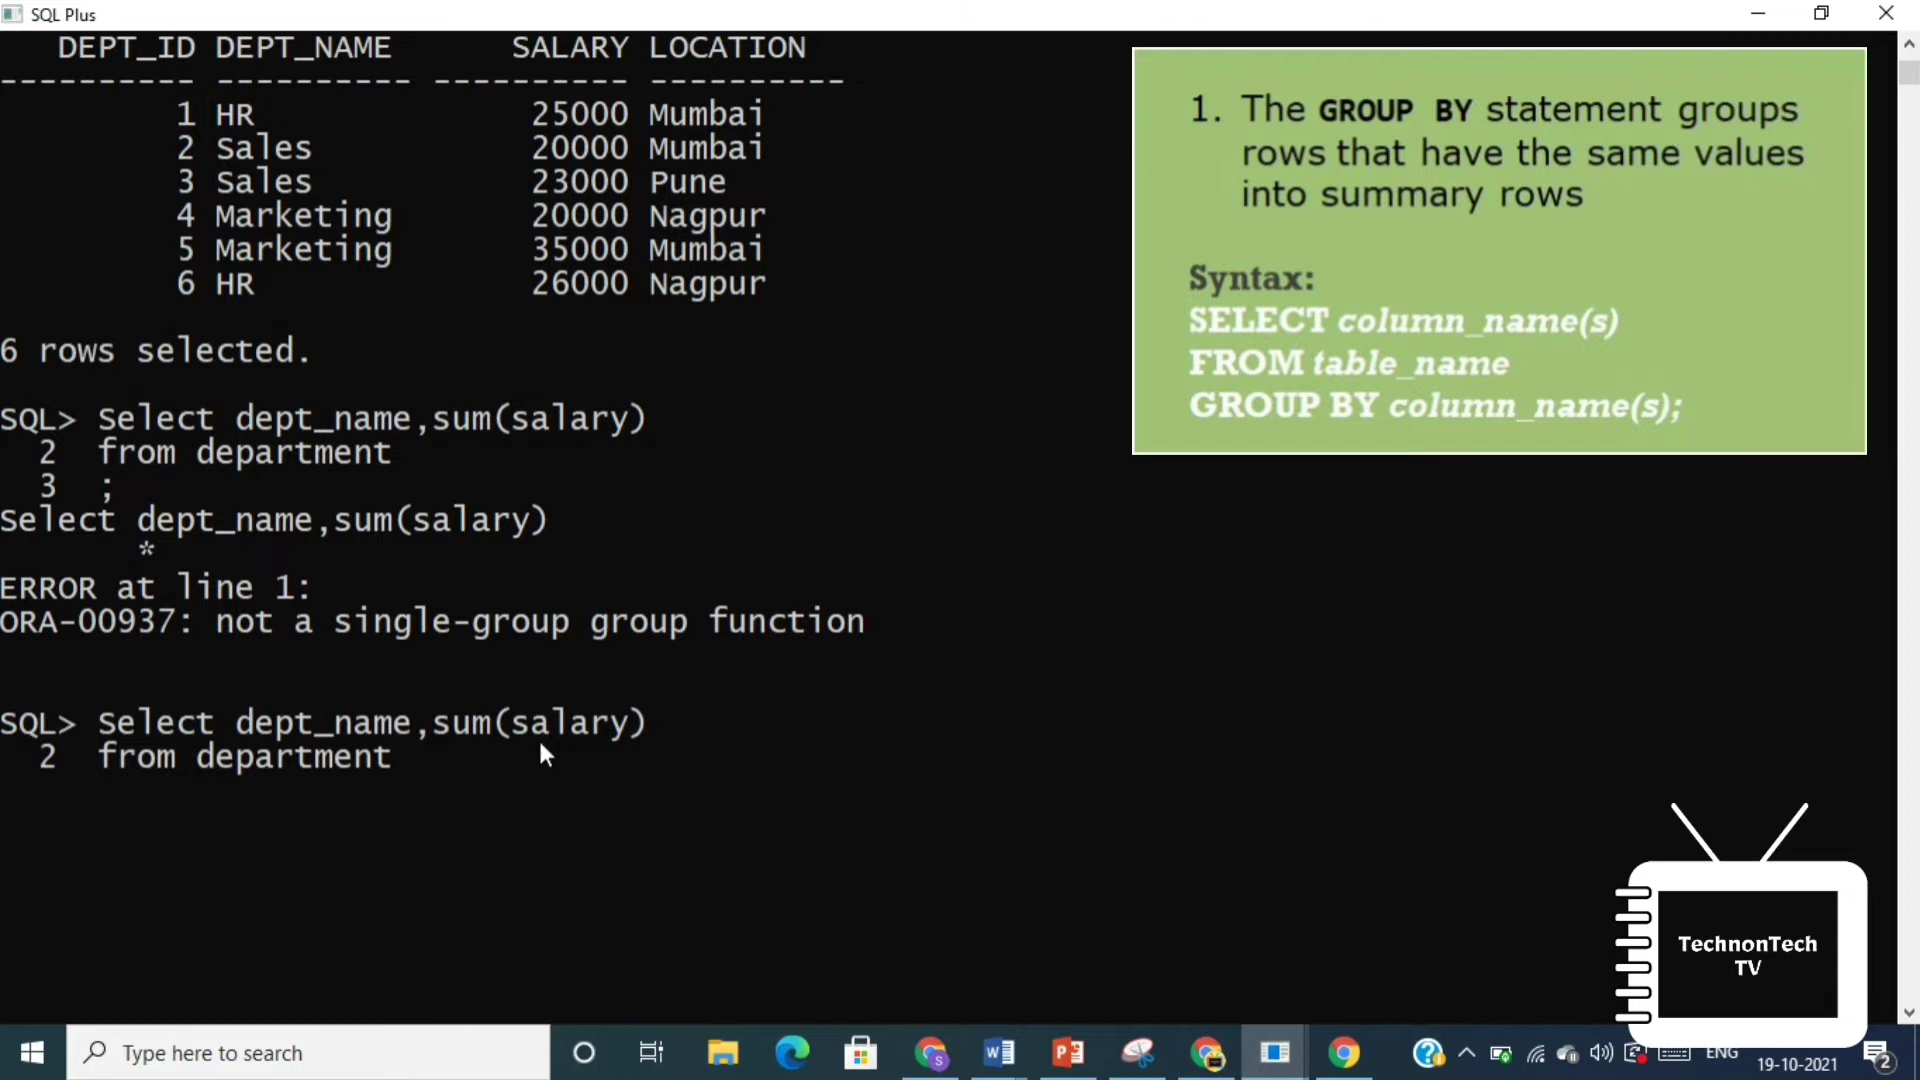 SQL Plus
DEPT_ID DEPT_NAME SALARY LOCATION
---------- ---------- ---------- ----------
1 HR 25000 Mumbai
2 Sales 20000 Mumbai
3 Sales 23000 Pune
4 Marketing 20000 Nagpur
5 Marketing 35000 Mumbai
6 HR 26000 Nagpur
6 rows selected.
SQL> Select dept_name,sum(salary)
2 from department
3 ;
Select dept_name,sum(salary)
*
ERROR at line 1:
ORA-00937: not a single-group group function
SQL> Select dept_name,sum(salary)
2 from department
1. The GROUP BY statement groups
rows that have the same values
into summary rows
Syntax:
SELECT column_name(s)
FROM table_name
GROUP BY column_name(s);
TechnonTech
TV
Type here to search
ENG
19-10-2021
2